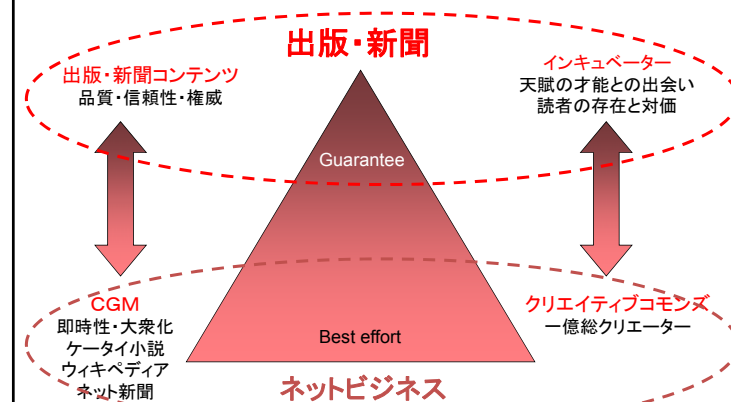 出版・新聞
出版・新聞コンテンツ
品質・信頼性・権威
インキュベーター
天賦の才能との出会い
読者の存在と対価
Guarantee
CGM
即時性・大衆化
ケータイ小説
ウィキペディア
ネット新聞
Best effort
クリエイティブコモンズ
一億総クリエーター
ネットビジネス